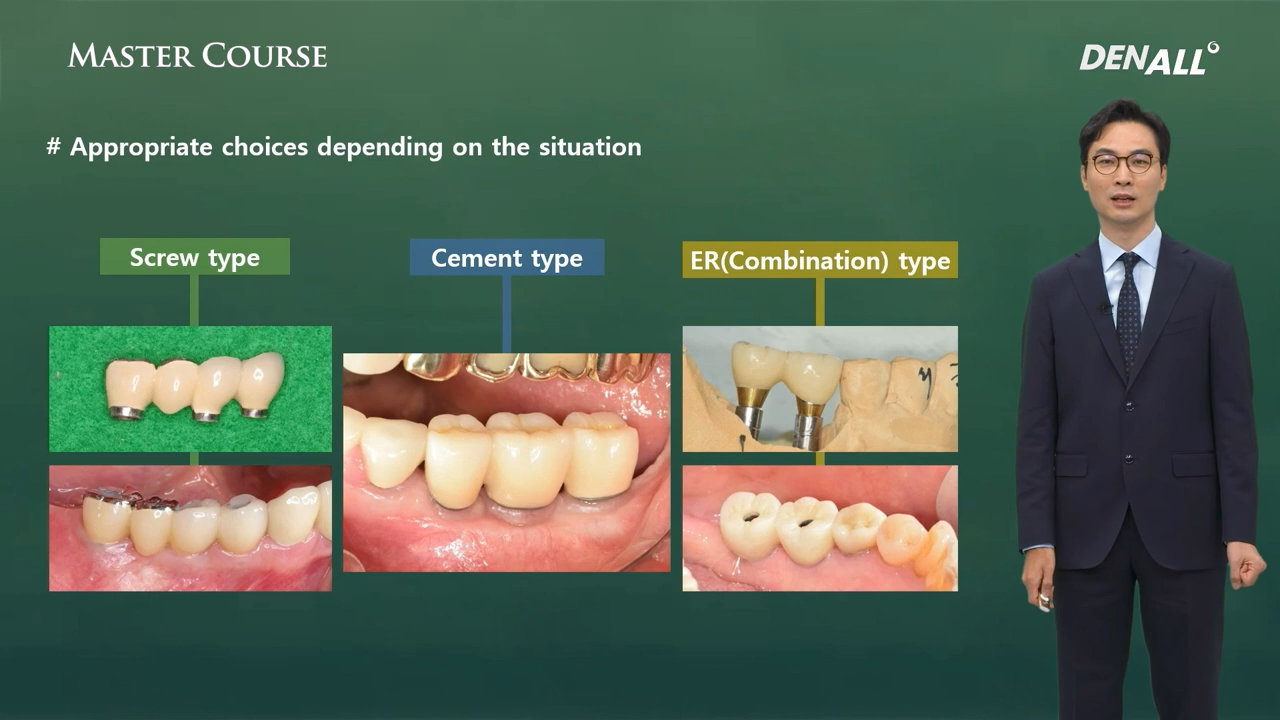 MASTER COURSE
DENALL
# Appropriate choices depending on the situation
Screw type
Cement type
ER(Combination) type